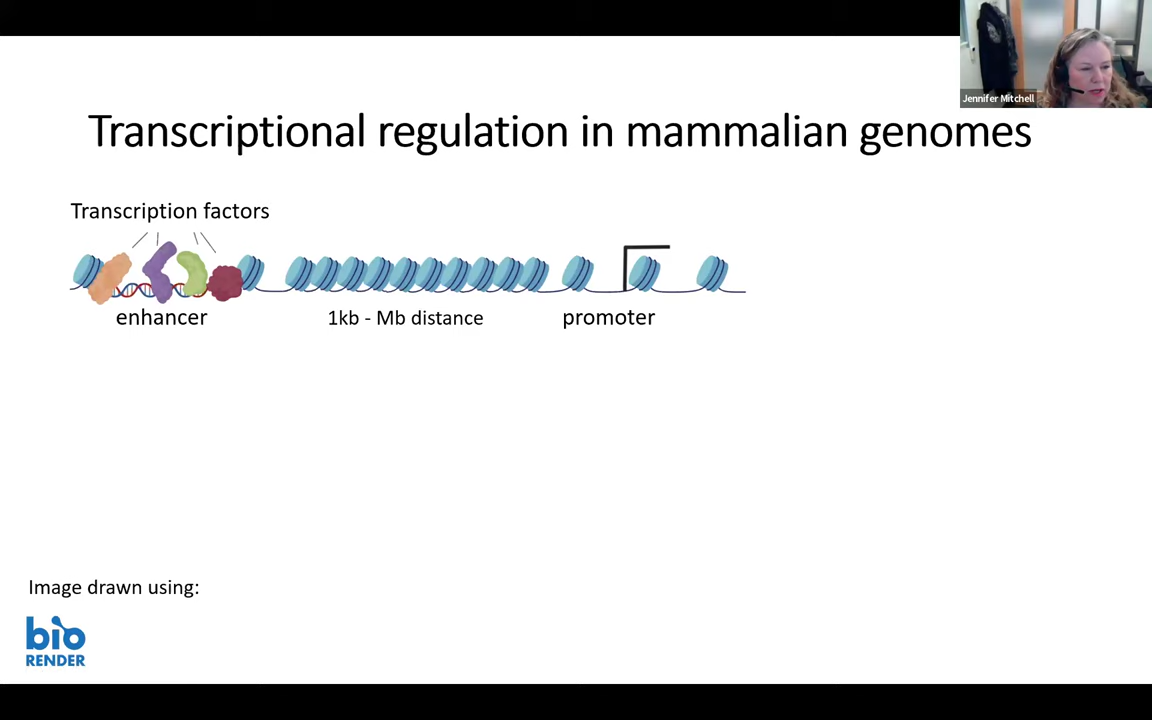 Jennifer Mitchell
Transcriptional regulation in mammalian genomes
Transcription factors
enhancer
1kb - Mb distance
promoter
Image drawn using:
bio
RENDER